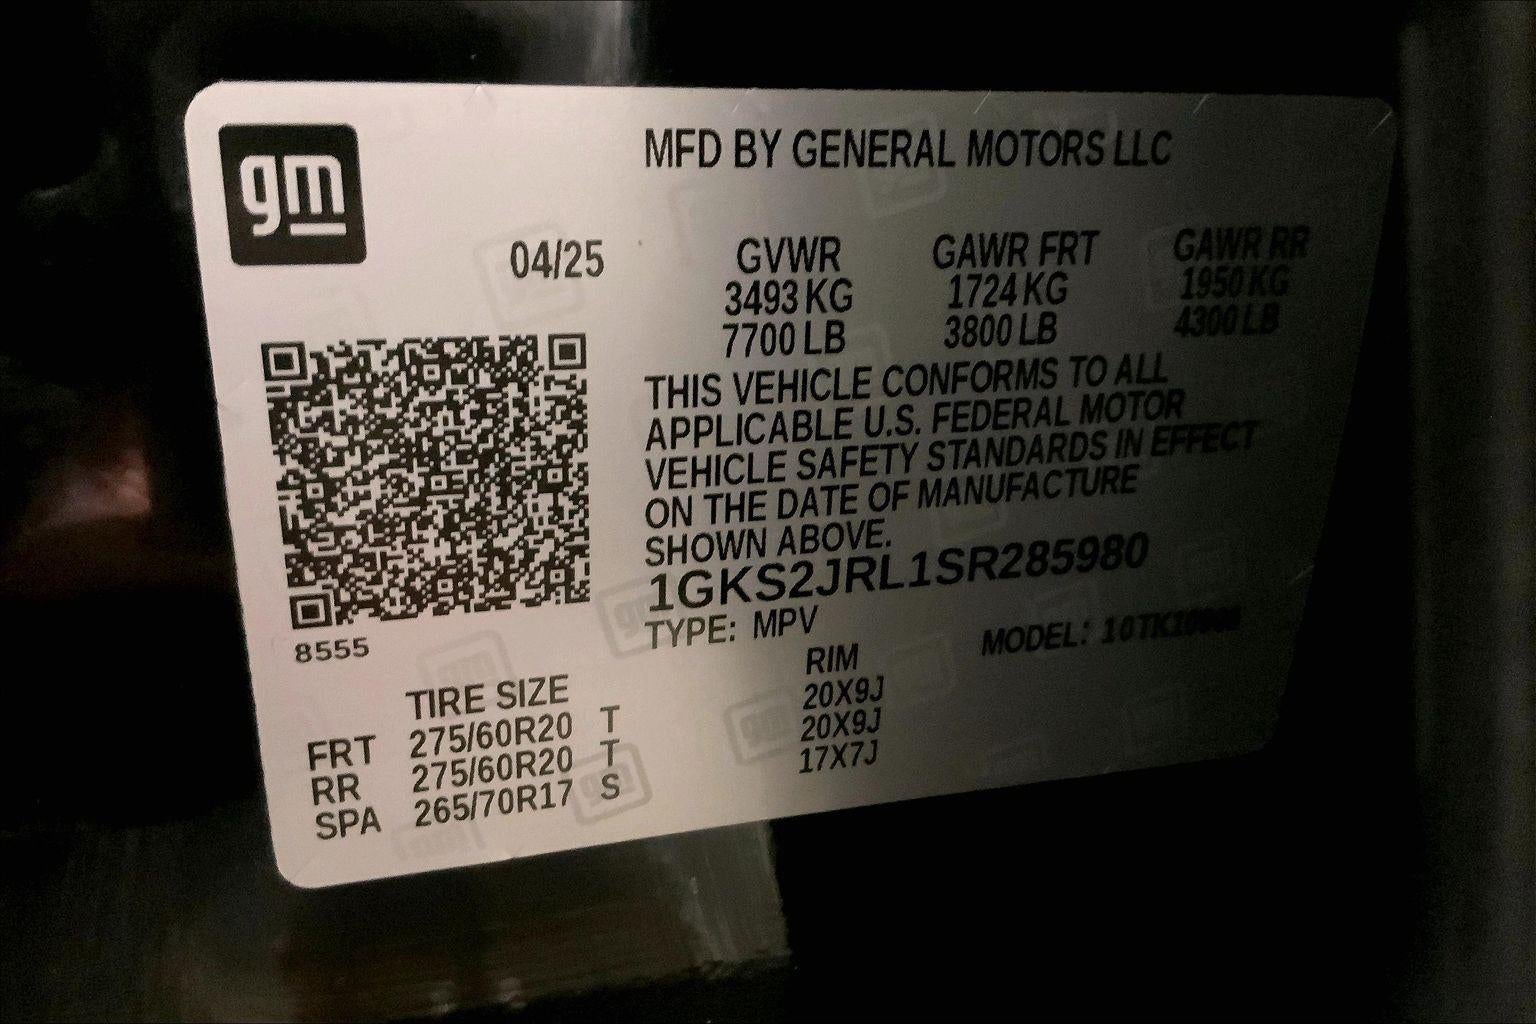 gm
MFD BY GENERAL MOTORS LLC
04/25
GVWR GAWR FRT GAWR RR
3493 KG 1724 KG 1950 KG
7700 LB 3800 LB 4300 LB
THIS VEHICLE CONFORMS TO ALL
APPLICABLE U.S. FEDERAL MOTOR
VEHICLE SAFETY STANDARDS IN EFFECT
ON THE DATE OF MANUFACTURE
SHOWN ABOVE.
1GKS2JRL1SR285980
8555
TYPE: MPV MODEL:
TIRE SIZE RIM
FRT 275/60R20 T 20X9J
RR 275/60R20 T 20X9J
SPA 265/70R17 S 17X7J